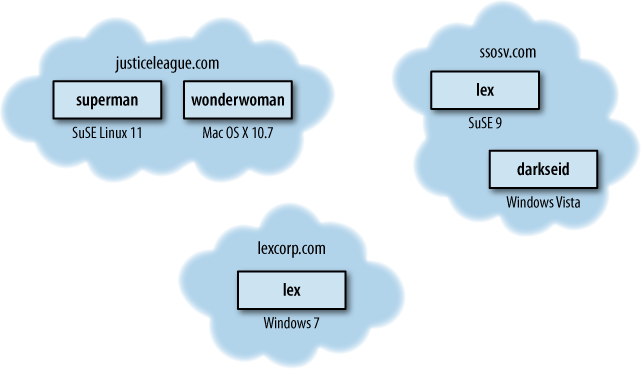 justiceleague.com
superman
wonderwoman
SuSE Linux 11
Mac OS X 10.7
ssosv.com
lex
SuSE 9
darkseid
Windows Vista
lexcorp.com
lex
Windows 7